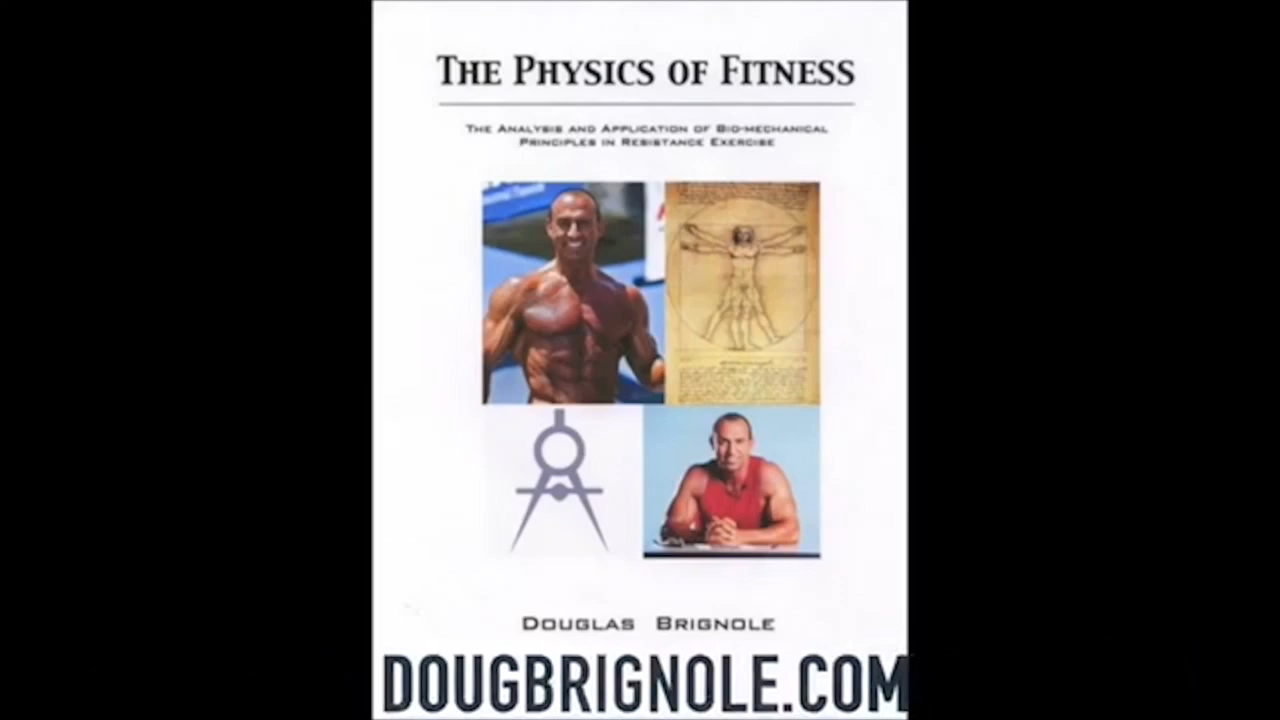 The Physics of Fitness
The Analysis and Application of Bio-mechanical
Principles in Resistance Exercise
Douglas Brignole
DOUGBRIGNOLE.COM